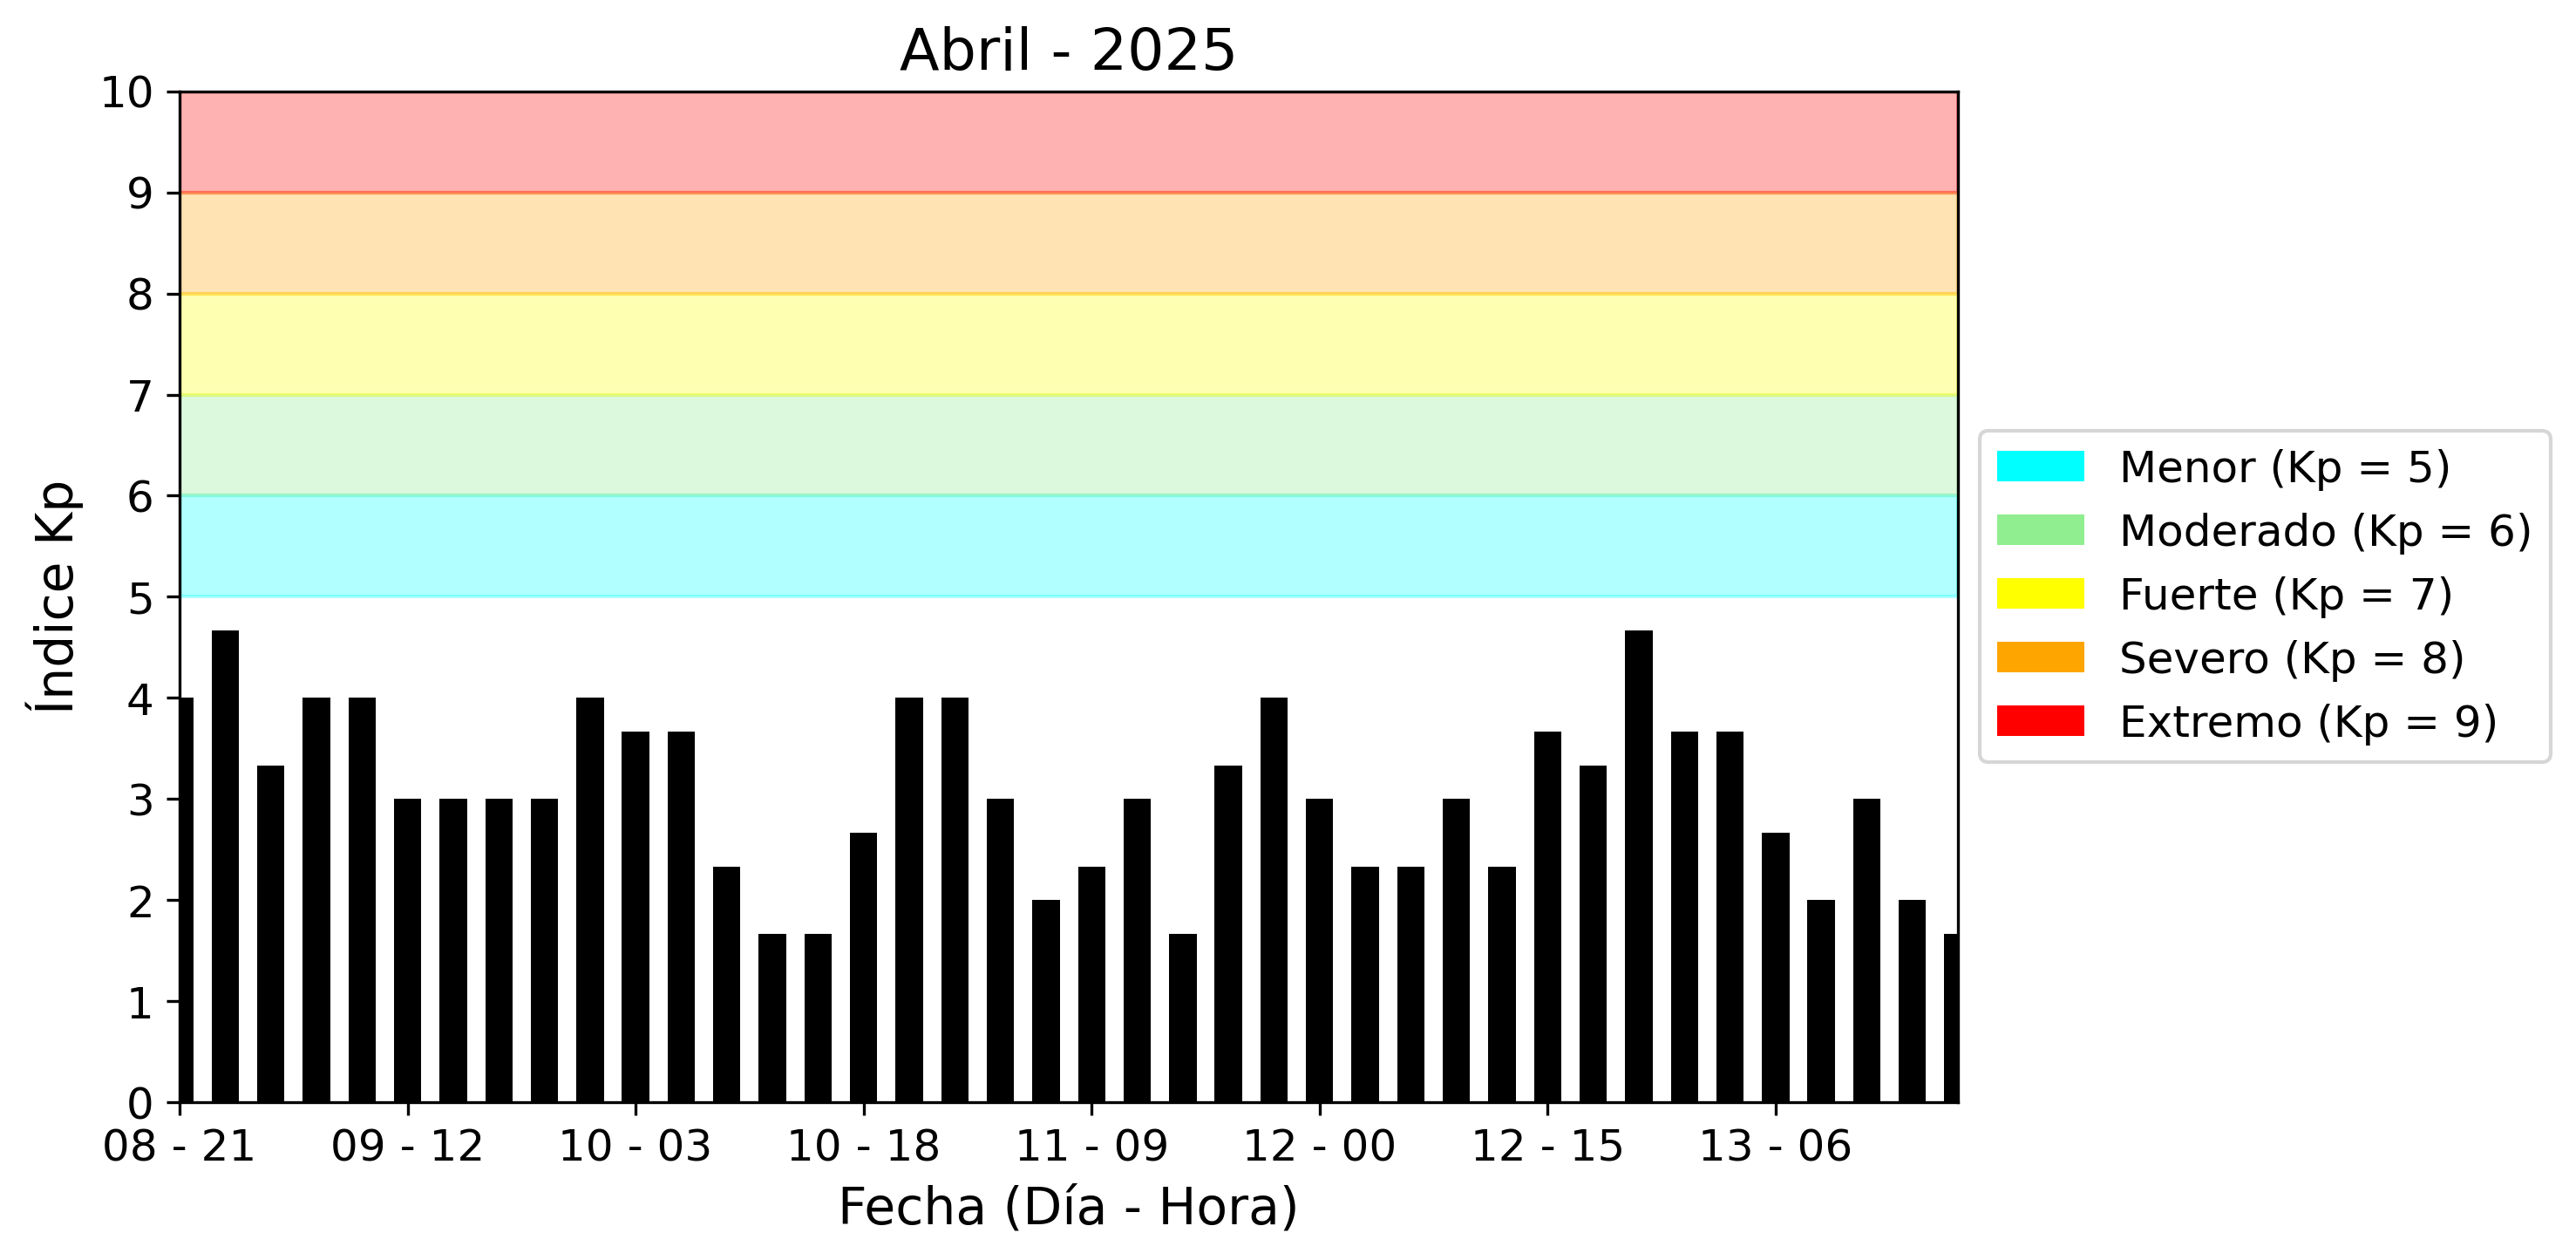 Abril - 2025
Índice Kp
10
9
8
7
6
5
4
3
2
1
0
08 - 21
09 - 12
10 - 03
10 - 18
11 - 09
12 - 00
12 - 15
13 - 06
Fecha (Día - Hora)
Menor (Kp = 5)
Moderado (Kp = 6)
Fuerte (Kp = 7)
Severo (Kp = 8)
Extremo (Kp = 9)